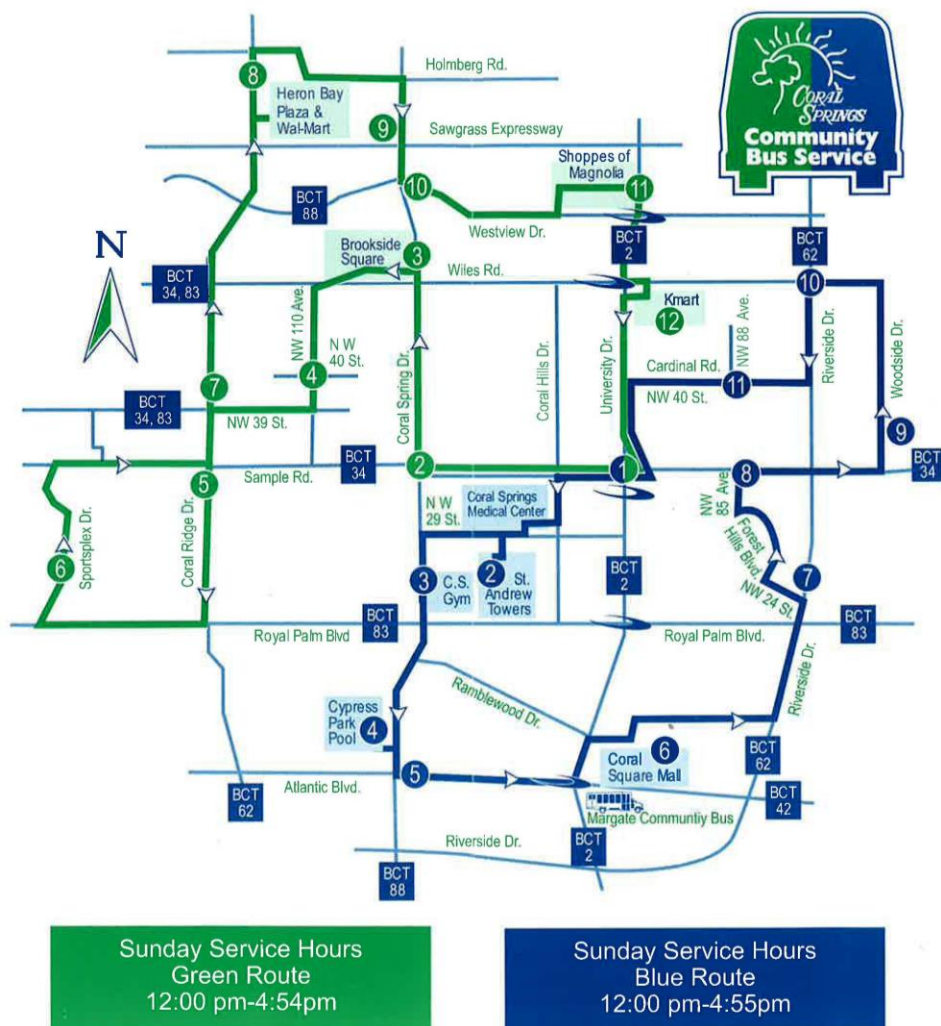 CORAL
SPRINGS
Community
Bus Service
8
Holmberg Rd.
Heron Bay
Plaza &
Wal-Mart
9
Sawgrass Expressway
Shoppes of
Magnolia
10
11
BCT
88
Westview Dr.
N
BCT
2
BCT
62
Brookside
Square
3
Wiles Rd.
BCT
34, 83
10
Kmart
12
NW 110 Ave.
N W
40 St.
4
Coral Spring Dr.
Coral Hills Dr.
University Dr.
NW 88 Ave.
Riverside Dr.
Woodside Dr.
Cardinal Rd.
NW 40 St.
11
7
BCT
34, 83
NW 39 St.
9
Sample Rd.
5
BCT
34
2
1
8
BCT
34
NW
85 Ave.
N W
29 St.
Coral Springs
Medical Center
Sportsplex Dr.
Coral Ridge Dr.
6
3
C.S.
Gym
2
St.
Andrew
Towers
BCT
2
Forest
Hills Blvd.
NW 24 St.
7
Royal Palm Blvd
BCT
83
Royal Palm Blvd.
BCT
83
Ramblewood Dr.
Riverside Dr.
Cypress
Park
Pool
4
6
Coral
Square Mall
BCT
62
5
Atlantic Blvd.
BCT
62
BCT
42
Margate Communtiy Bus
Riverside Dr.
BCT
2
BCT
88
Sunday Service Hours
Green Route
12:00 pm-4:54pm
Sunday Service Hours
Blue Route
12:00 pm-4:55pm